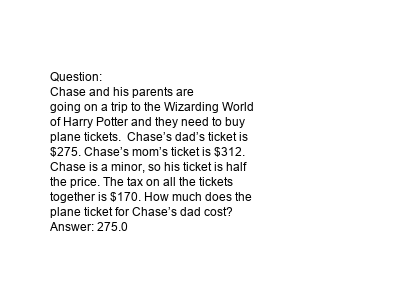 Question:
Chase and his parents are
going on a trip to the Wizarding World
of Harry Potter and they need to buy
plane tickets.  Chase’s dad’s ticket is
$275. Chase’s mom’s ticket is $312.
Chase is a minor, so his ticket is half
the price. The tax on all the tickets
together is $170. How much does the
plane ticket for Chase’s dad cost?
Answer: 275.0